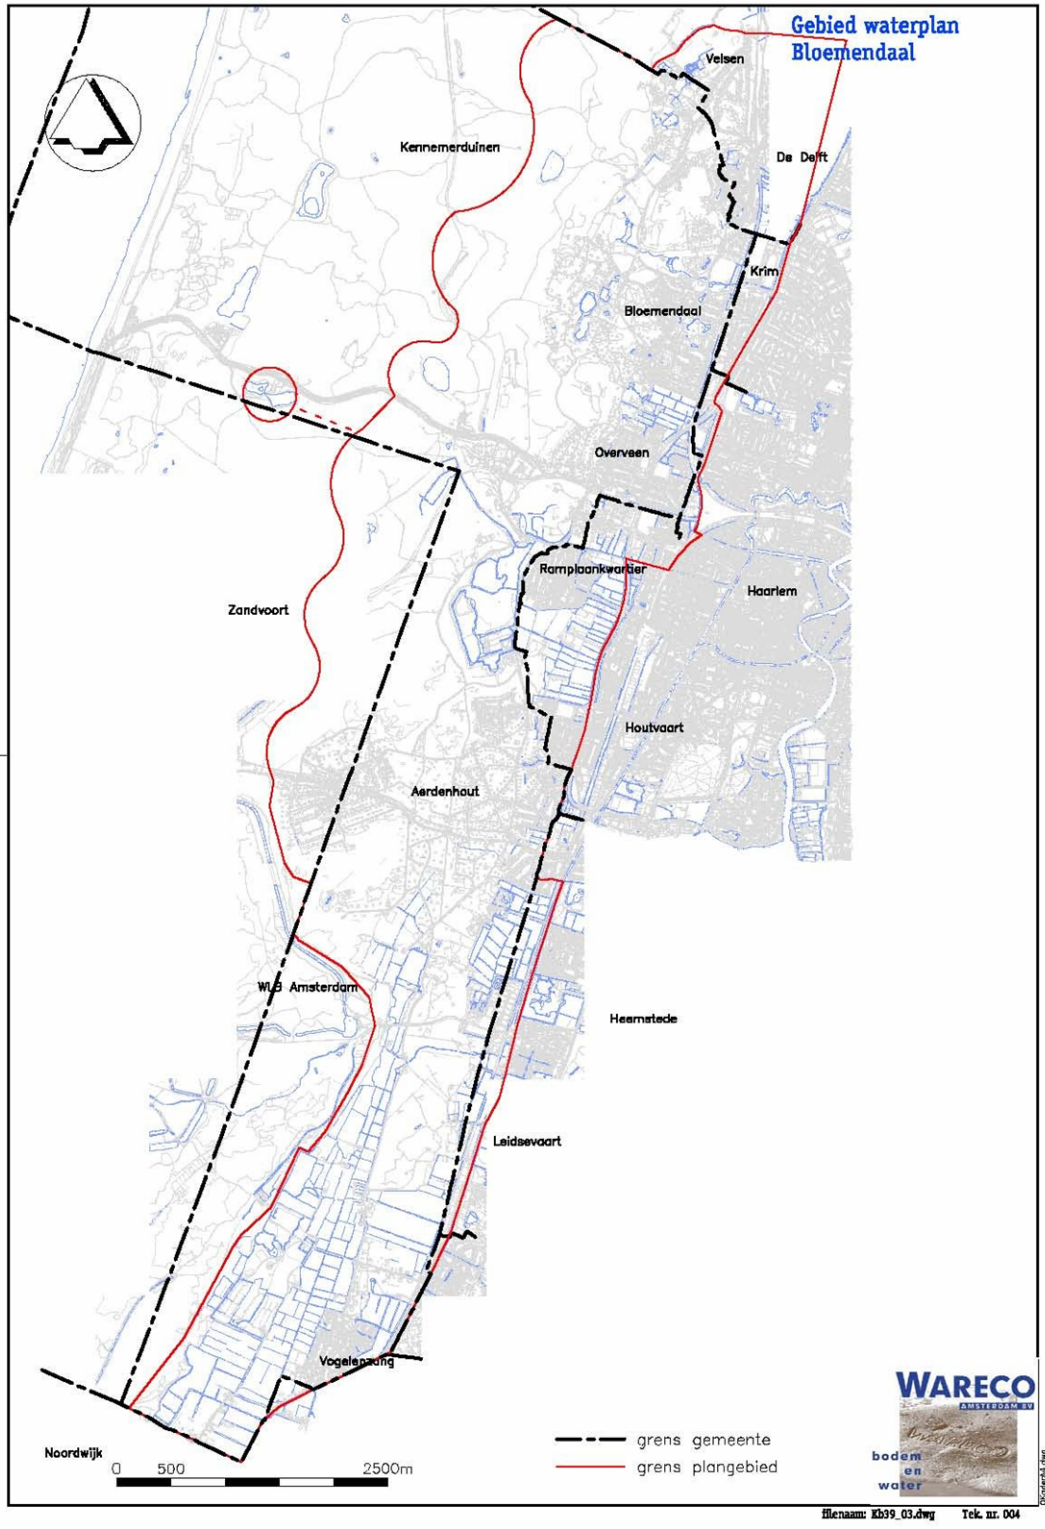 Gebied waterplan
Bloemendaal
Velsen
Kennemerduinen
De Delft
Krim
Bloemendaal
Overveen
Ramplaankwartier
Haarlem
Zandvoort
Houtvaart
Aerdenhout
WLB Amsterdam
Heemstede
Leidsevaart
Vogelenzang
Noordwijk
0 500 2500m
grens gemeente
grens plangebied
WARECO
AMSTERDAM BV
bodem
en
water
filenaam: Kb39_03.dwg Tek. nr. 004